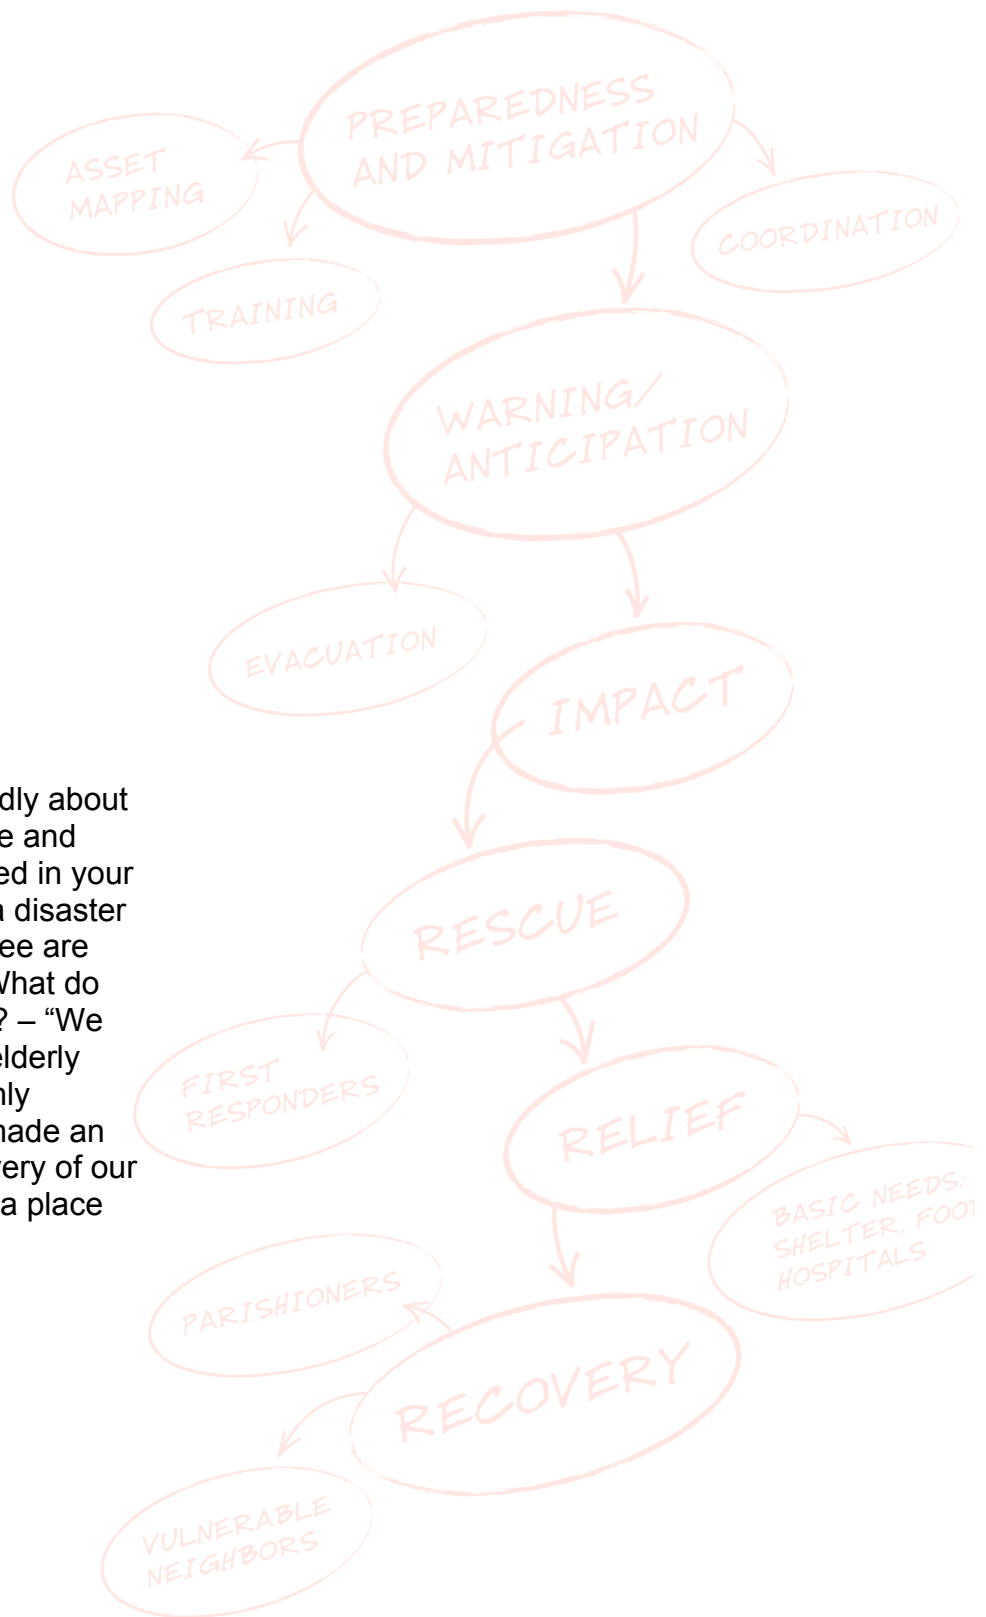 PREPAREDNESS
AND MITIGATION
ASSET
MAPPING
COORDINATION
TRAINING
WARNING/
ANTICIPATION
EVACUATION
IMPACT
dly about
e and
ed in your
a disaster
ee are
What do
? – “We
elderly
nly
made an
very of our
a place
RESCUE
FIRST
RESPONDERS
RELIEF
BASIC NEEDS:
SHELTER, FOO
HOSPITALS
PARISHIONERS
RECOVERY
VULNERABLE
NEIGHBORS